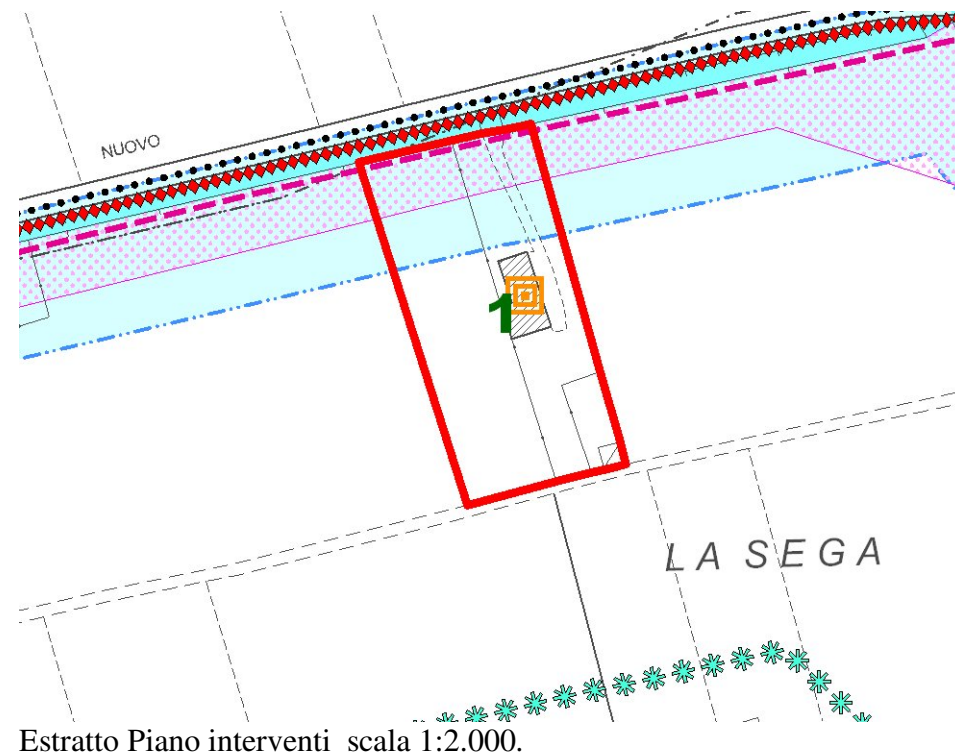 NUOVO
1
LA SEGA
Estratto Piano interventi scala 1:2.000.